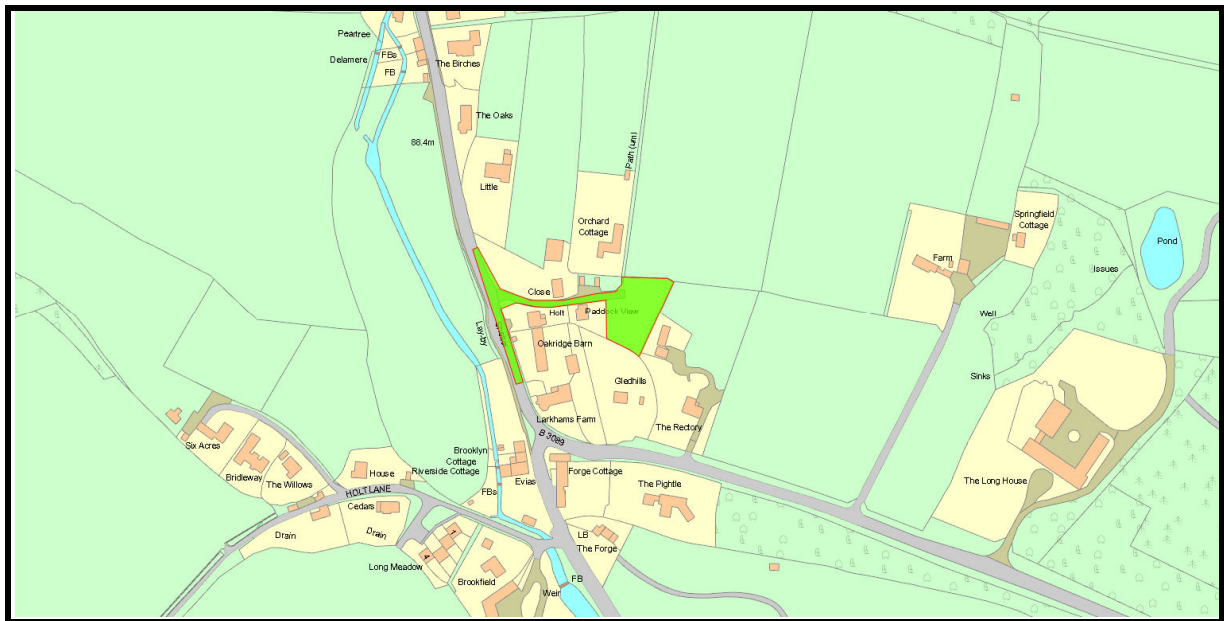 Peartree
Delamere
FBs
FB
The Birches
The Oaks
88.4m
Little
Path (um)
Orchard
Cottage
Springfield
Cottage
Pond
Farm
Issues
Close
Holt
Paddock View
Well
Lay-by
Oakridge Barn
Gledhills
Sinks
Larkhams Farm
The Rectory
B 3089
Six Acres
Bridleway
The Willows
House
Brooklyn
Cottage
Riverside Cottage
Evias
Forge Cottage
The Pightle
The Long House
HOLT LANE
FBs
Cedars
Drain
Drain
1
4
Long Meadow
LB
The Forge
Brookfield
FB
Weir